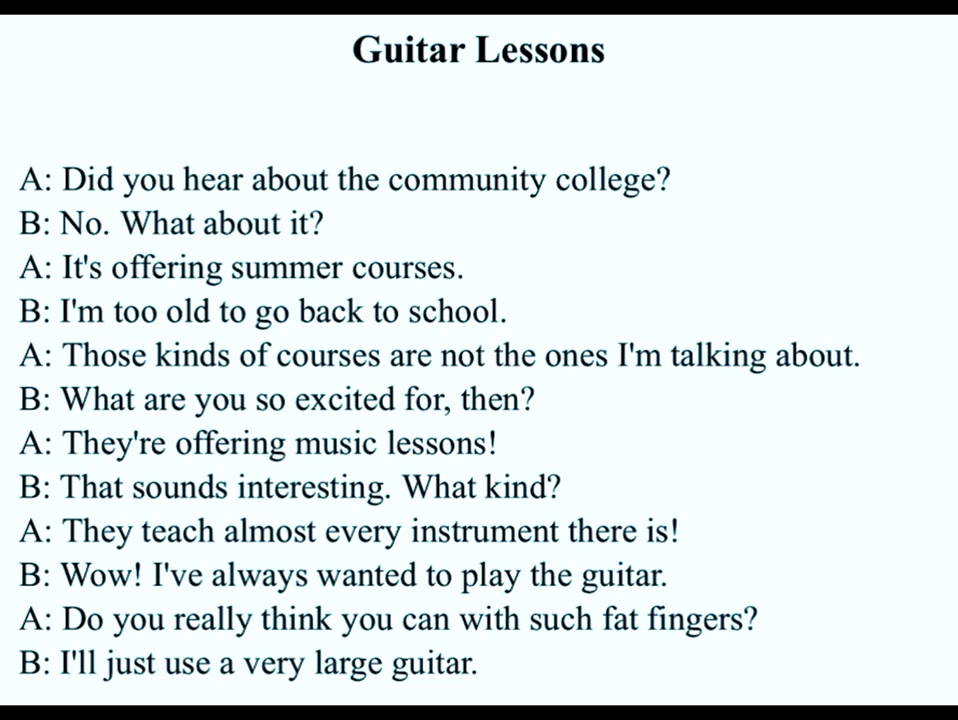 Guitar Lessons
A: Did you hear about the community college?
B: No. What about it?
A: It's offering summer courses.
B: I'm too old to go back to school.
A: Those kinds of courses are not the ones I'm talking about.
B: What are you so excited for, then?
A: They're offering music lessons!
B: That sounds interesting. What kind?
A: They teach almost every instrument there is!
B: Wow! I've always wanted to play the guitar.
A: Do you really think you can with such fat fingers?
B: I'll just use a very large guitar.